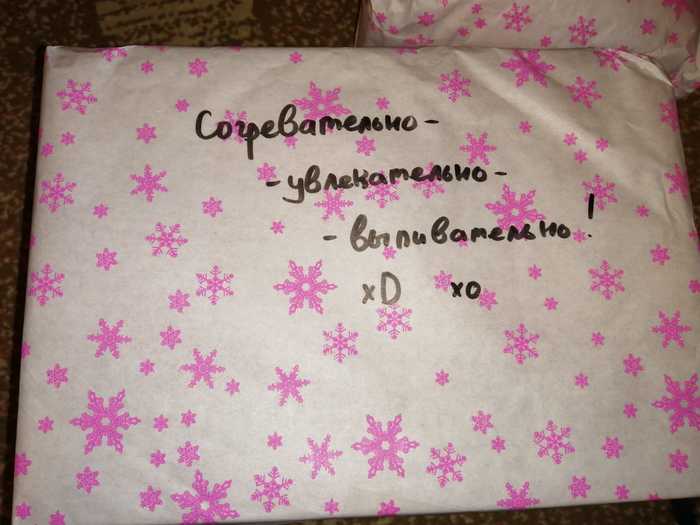 Согревательно-
-увлекательно-
-выпивательно!
xD xo